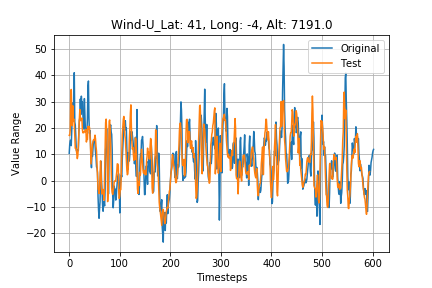 Wind-U_Lat: 41, Long: -4, Alt: 7191.0
Original
Test
Value Range
50
40
30
20
10
0
−10
−20
0 100 200 300 400 500 600
Timesteps